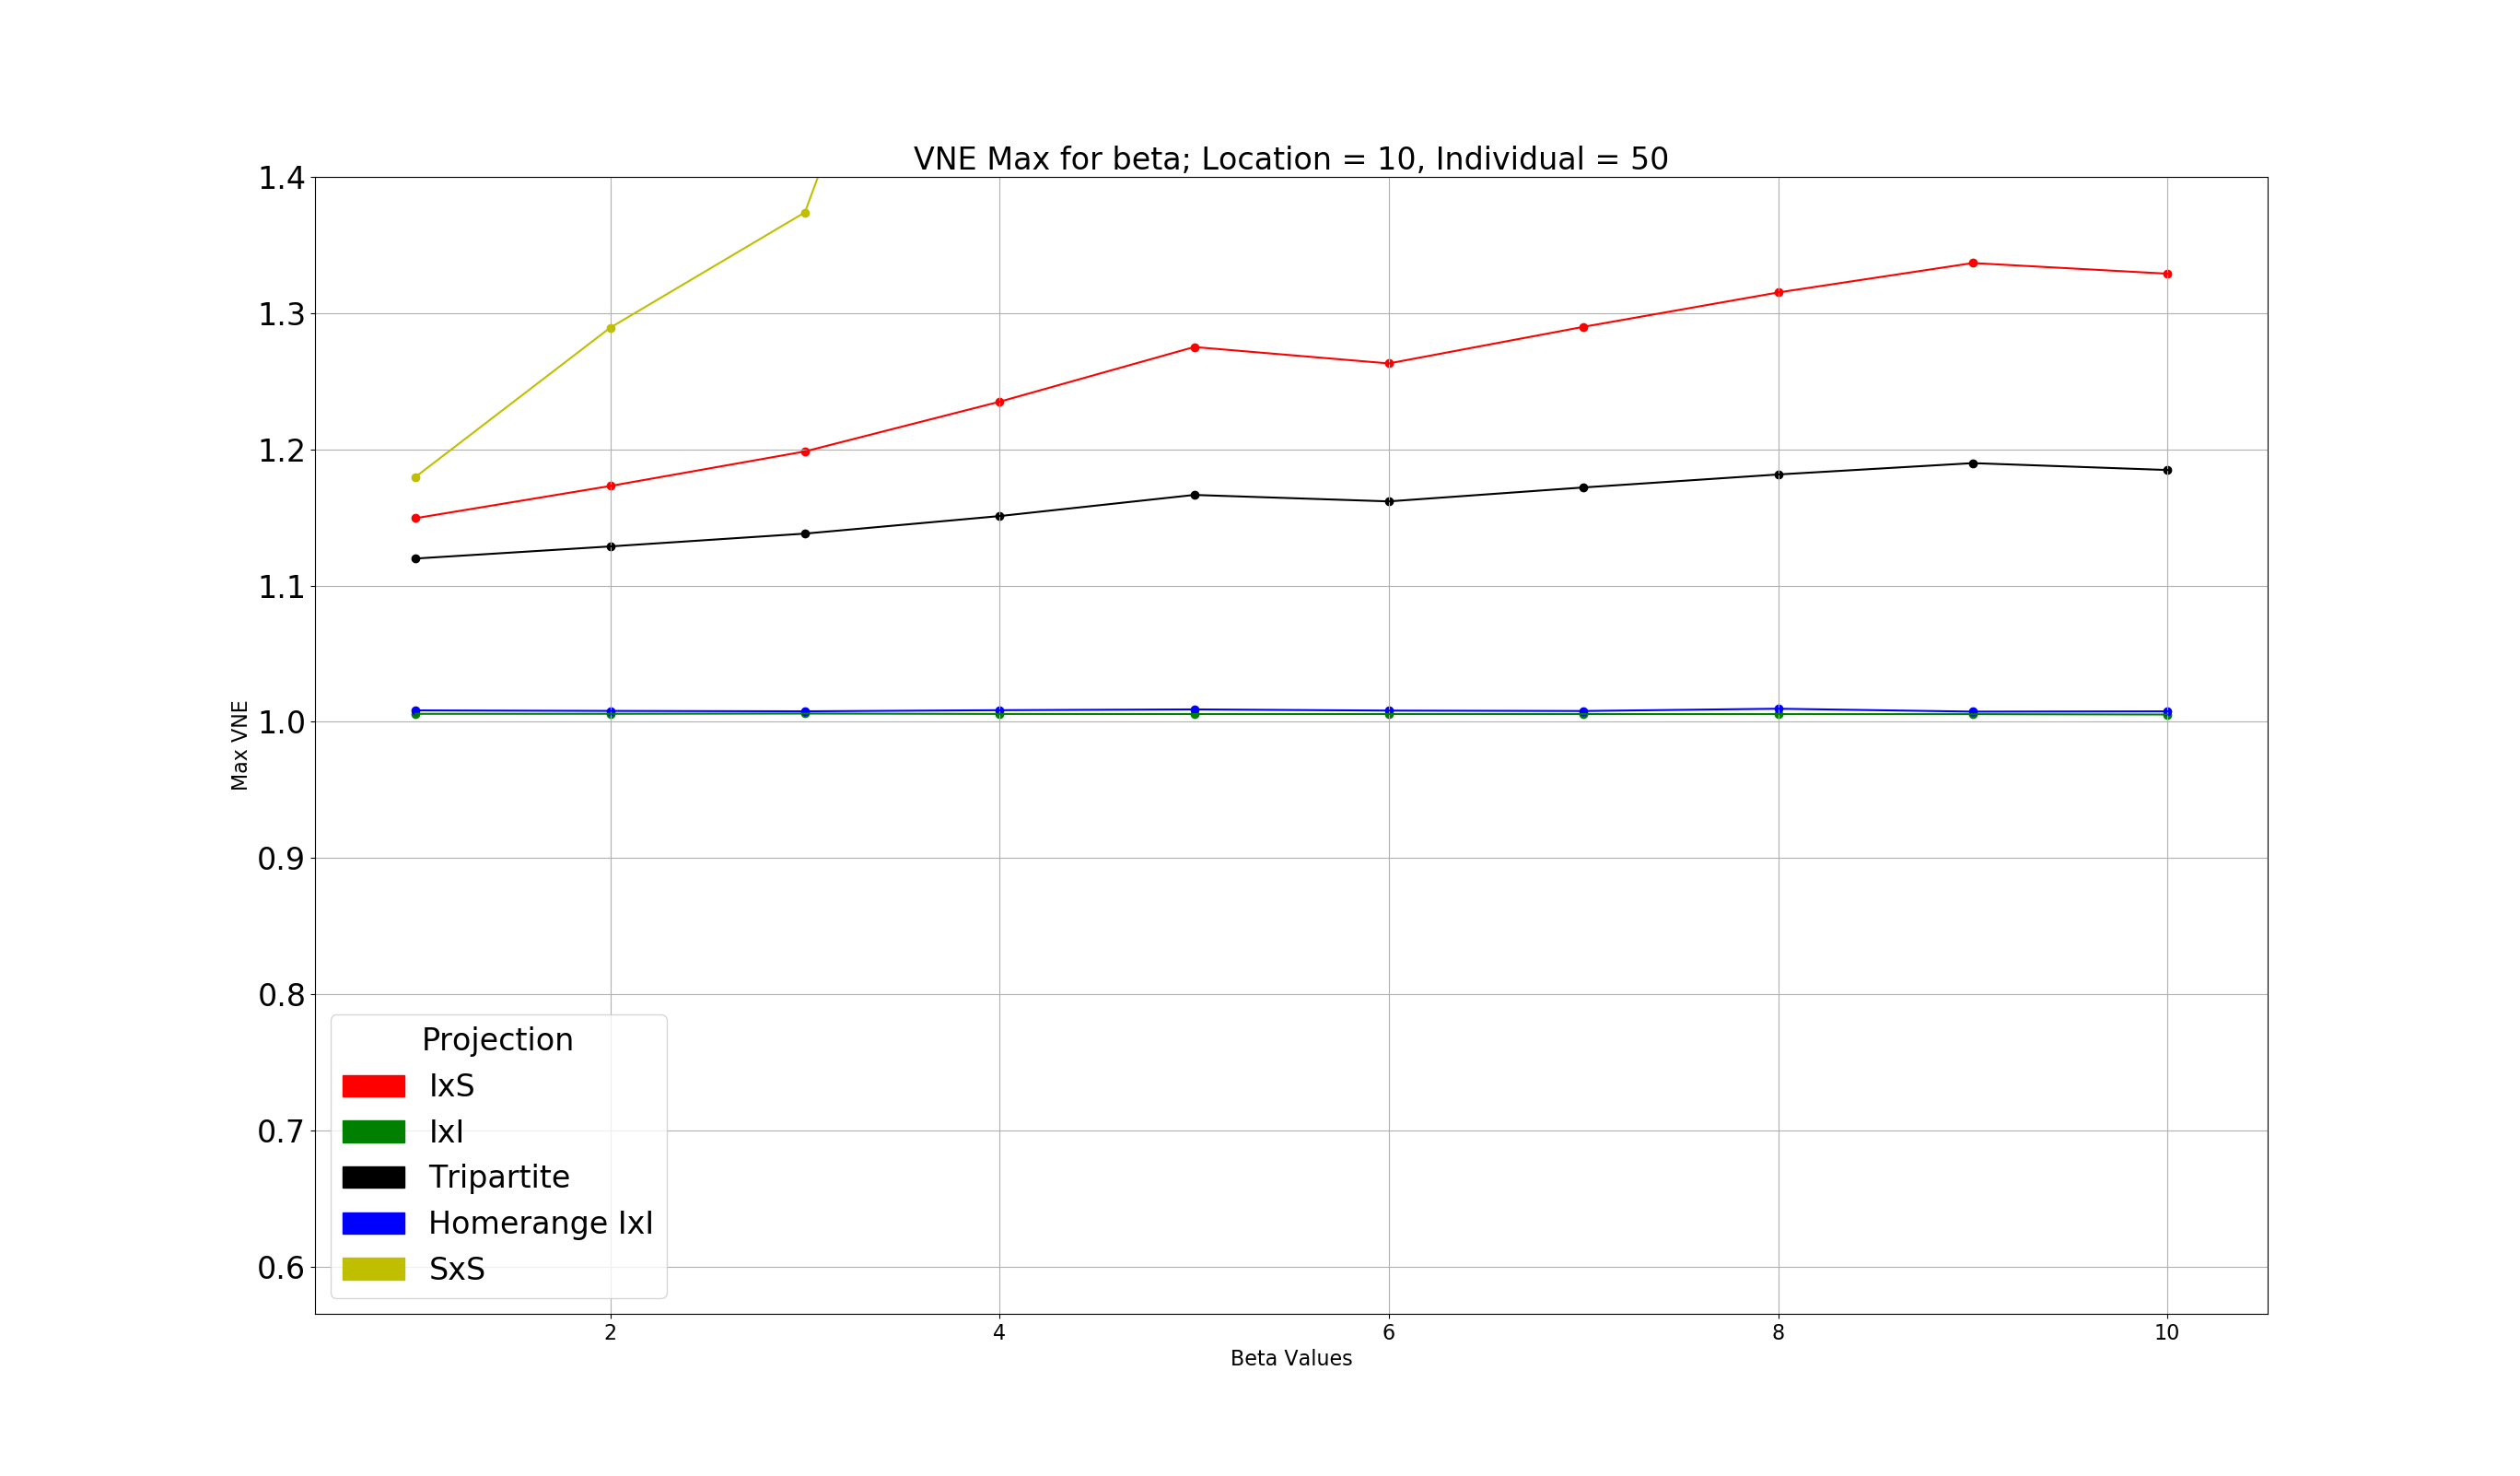 VNE Max for beta; Location = 10, Individual = 50
1.4
1.3
1.2
1.1
1.0
0.9
0.8
0.7
0.6
Max VNE
Projection
IxS
IxI
Tripartite
Homerange IxI
SxS
2 4 6 8 10
Beta Values